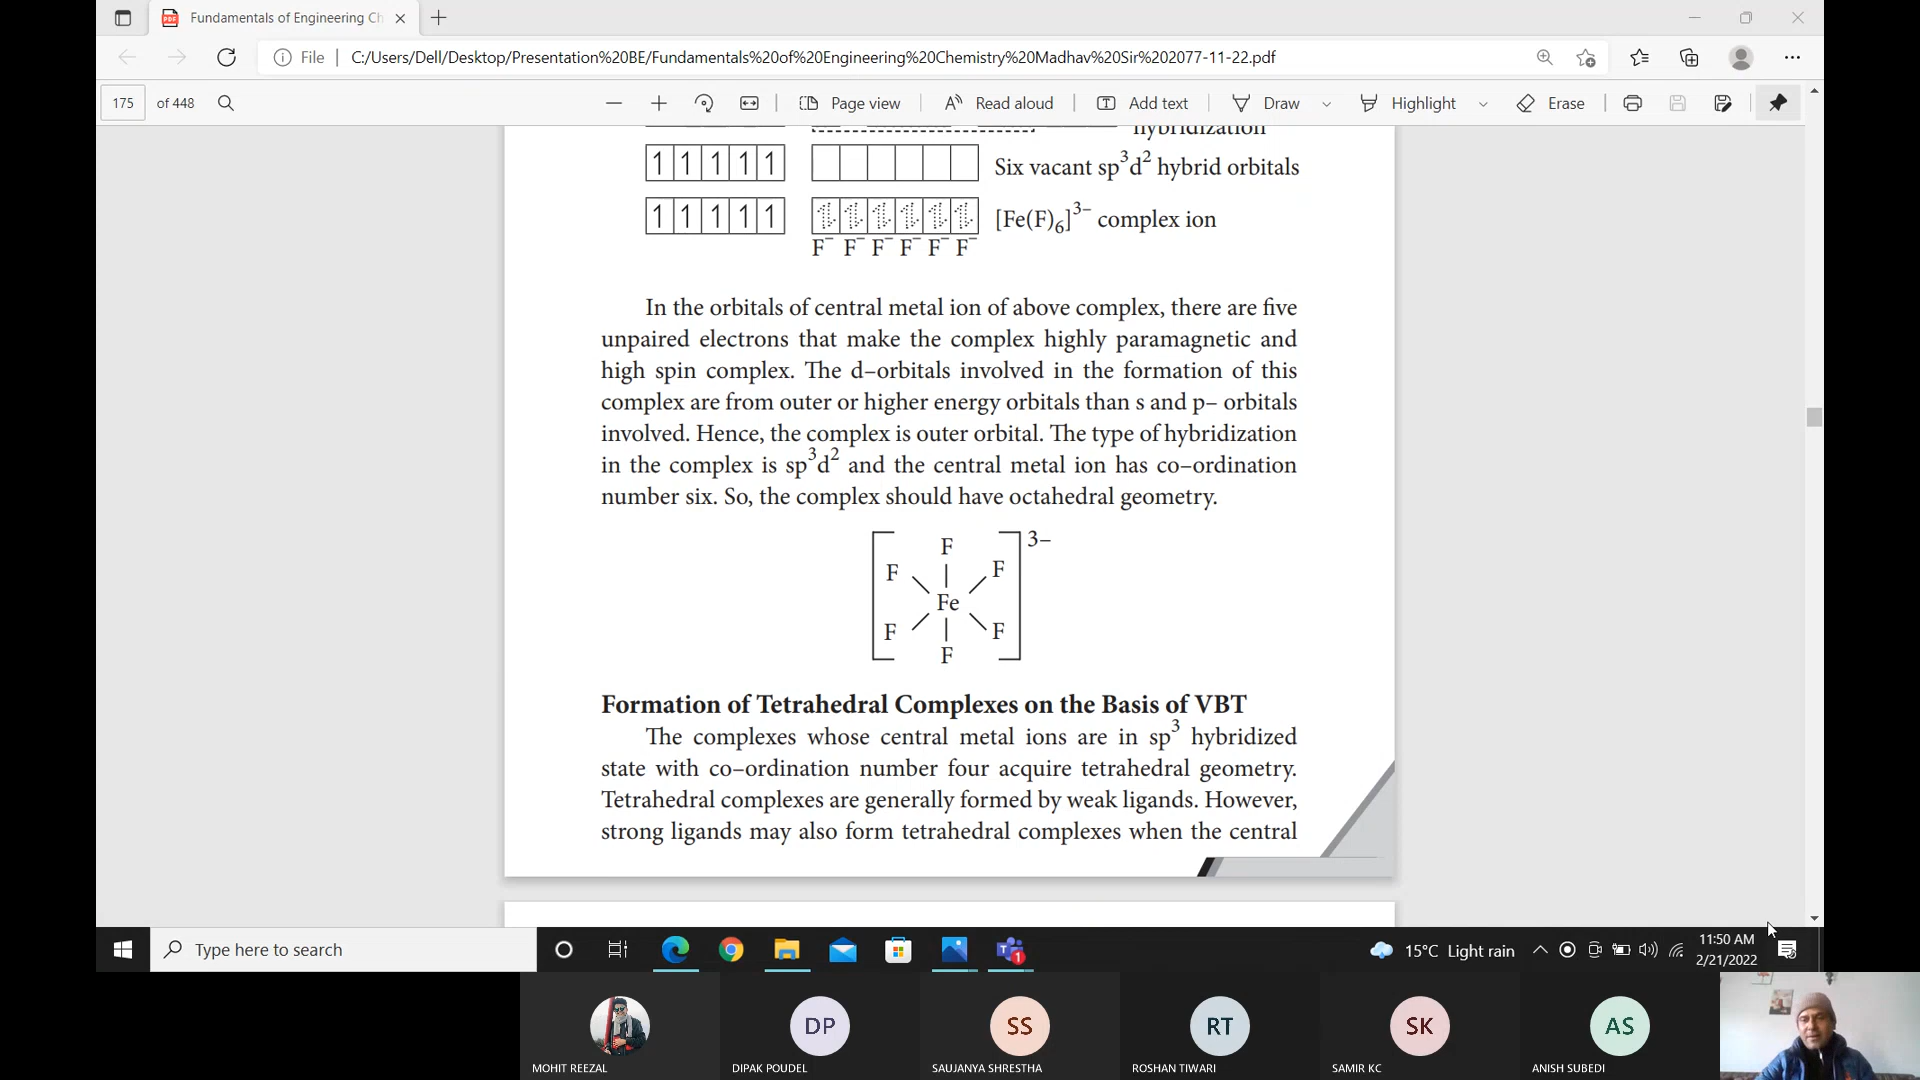 Fundamentals of Engineering Ch
File
C:/Users/Dell/Desktop/Presentation%20BE/Fundamentals%20of%20Engineering%20Chemistry%20Madhav%20Sir%202077-11-22.pdf
175 of 448
Page view
Read aloud
Add text
Draw
Highlight
Erase
hybridization
1 1 1 1 1
Six vacant sp³d² hybrid orbitals
1 1 1 1 1
[Fe(F)₆]³⁻ complex ion
F⁻ F⁻ F⁻ F⁻ F⁻ F⁻
In the orbitals of central metal ion of above complex, there are five
unpaired electrons that make the complex highly paramagnetic and
high spin complex. The d–orbitals involved in the formation of this
complex are from outer or higher energy orbitals than s and p– orbitals
involved. Hence, the complex is outer orbital. The type of hybridization
in the complex is sp³d² and the central metal ion has co–ordination
number six. So, the complex should have octahedral geometry.
3–
F
F F
Fe
F F
F
Formation of Tetrahedral Complexes on the Basis of VBT
The complexes whose central metal ions are in sp³ hybridized
state with co–ordination number four acquire tetrahedral geometry.
Tetrahedral complexes are generally formed by weak ligands. However,
strong ligands may also form tetrahedral complexes when the central
Type here to search
1
15°C Light rain
11:50 AM
2/21/2022
DP
SS
RT
SK
AS
MOHIT REEZAL
DIPAK POUDEL
SAUJANYA SHRESTHA
ROSHAN TIWARI
SAMIR KC
ANISH SUBEDI